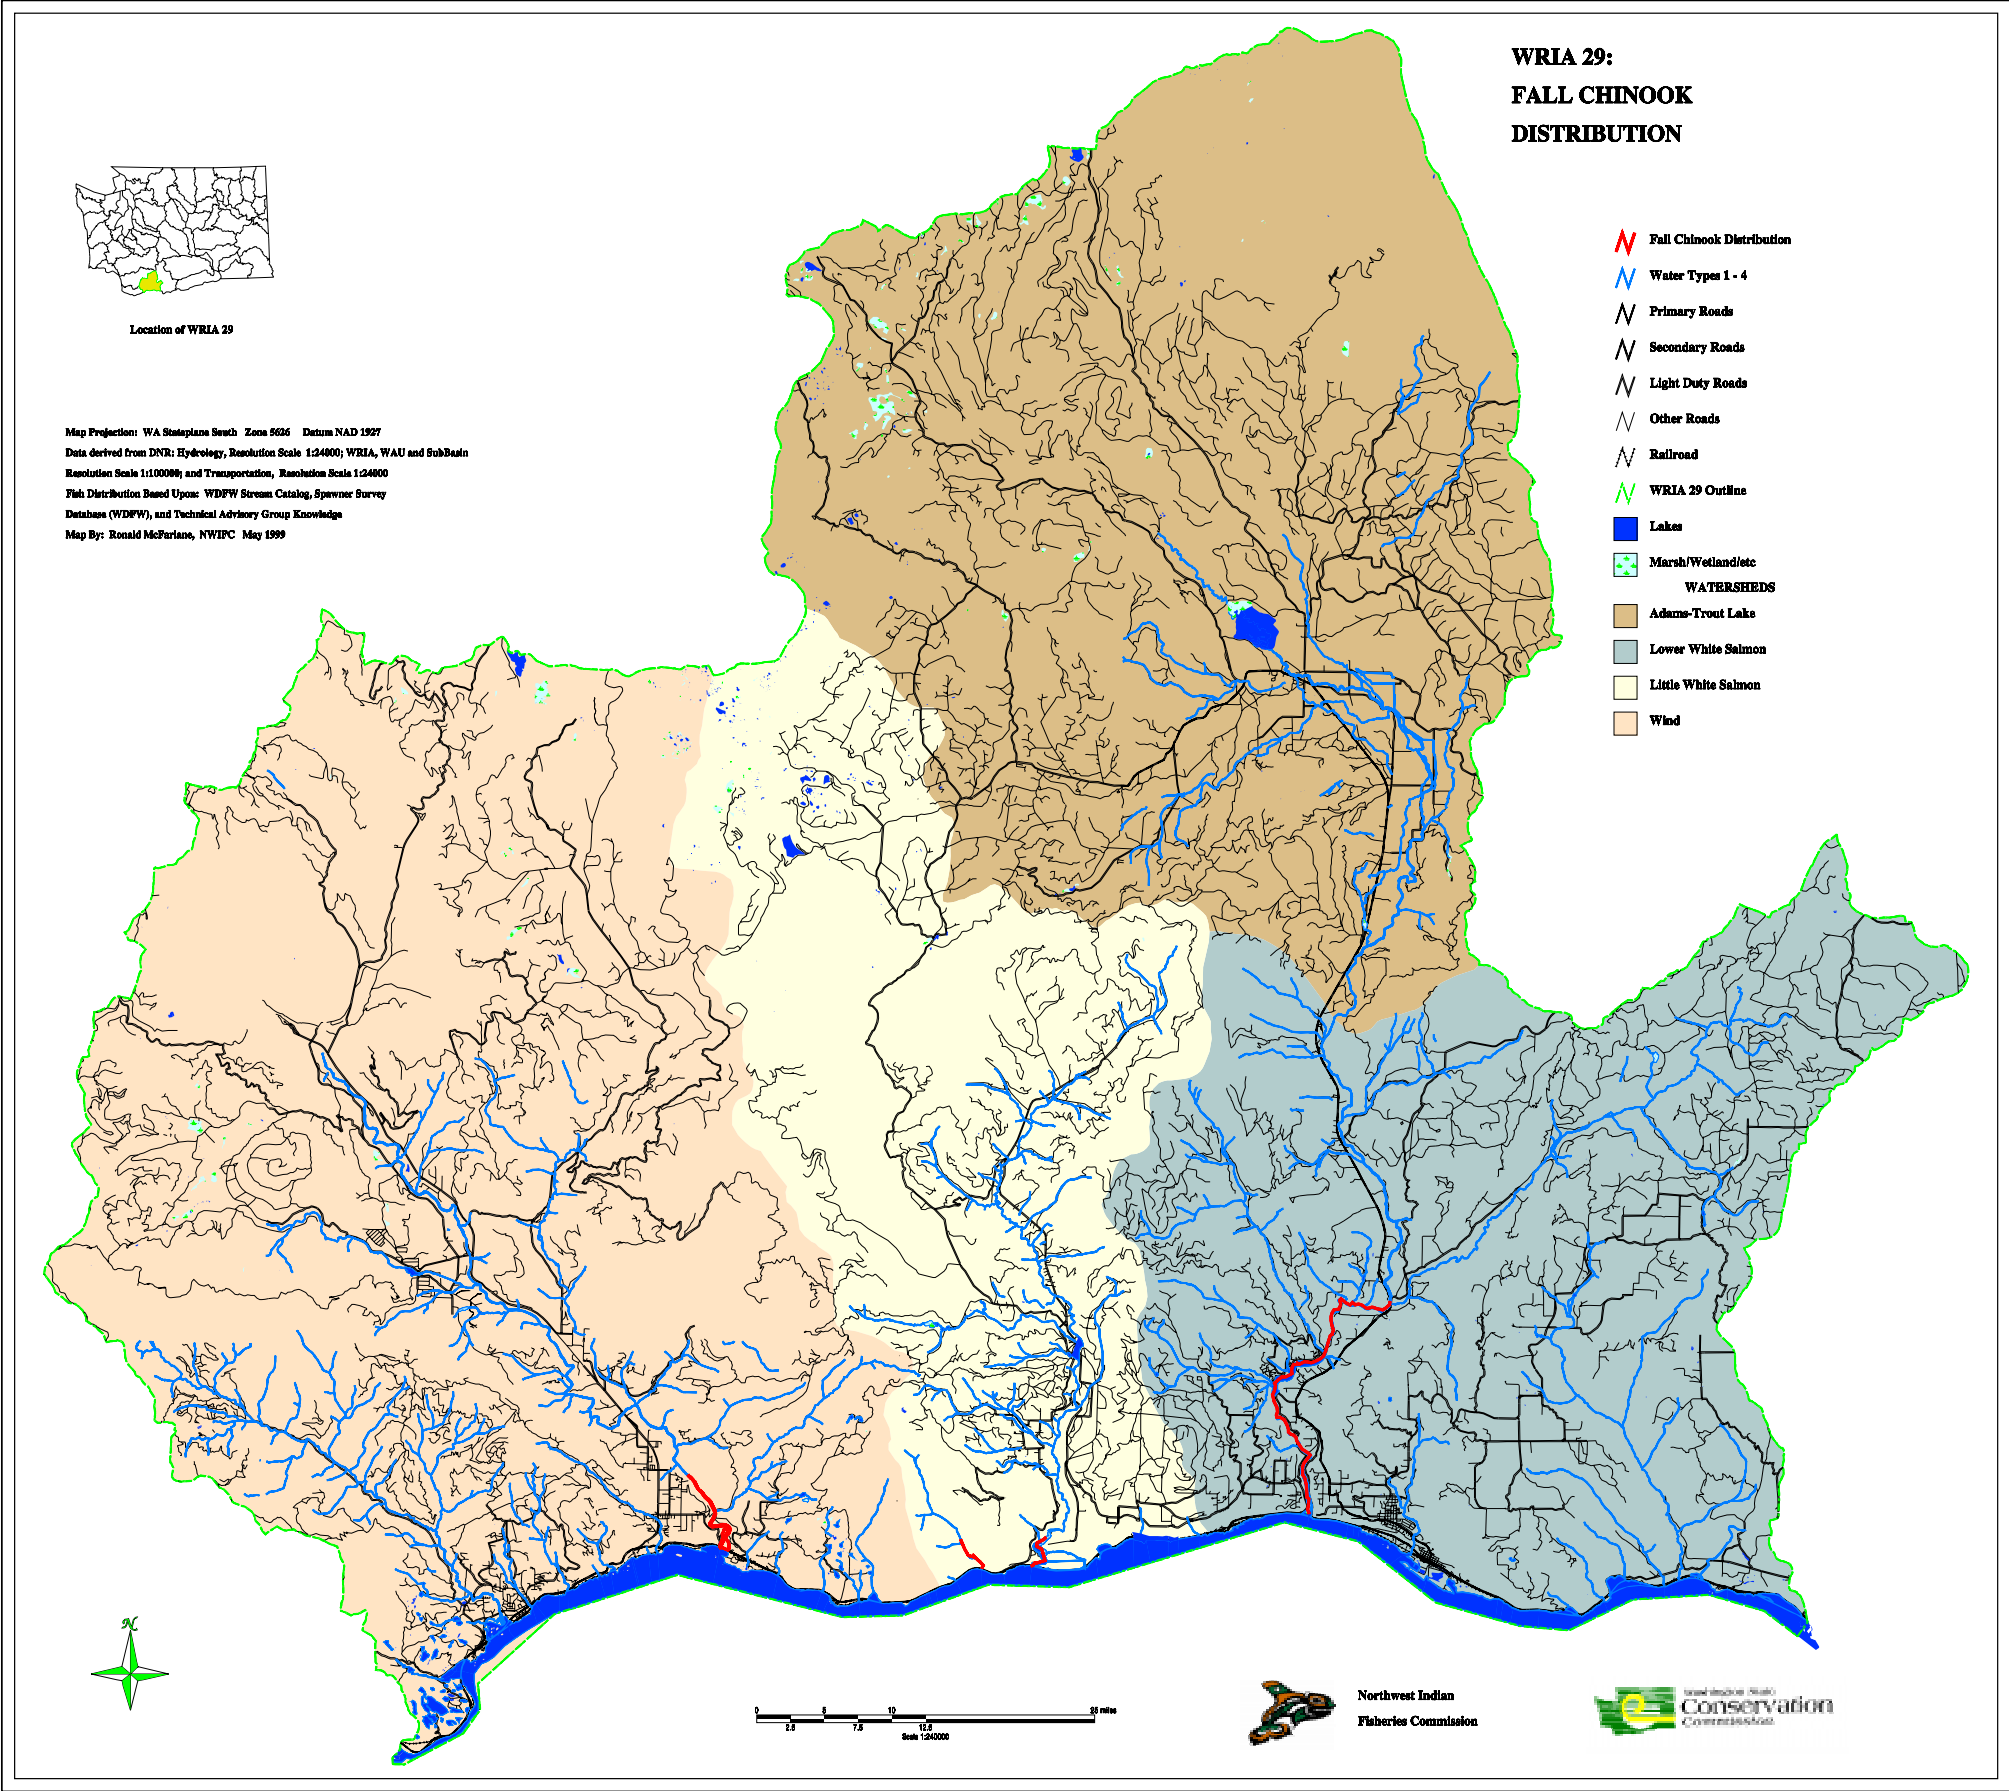 WRIA 29:
FALL CHINOOK
DISTRIBUTION
Location of WRIA 29
Map Projection: WA Stateplane South Zone 5626 Datum NAD 1927
Data derived from DNR: Hydrology, Resolution Scale 1:24000; WRIA, WAU and SubBasin
Resolution Scale 1:100000; and Transportation, Resolution Scale 1:24000
Fish Distribution Based Upon: WDFW Stream Catalog, Spawner Survey
Database (WDFW), and Technical Advisory Group Knowledge
Map By: Ronald McFarlane, NWIFC May 1999
Fall Chinook Distribution
Water Types 1 - 4
Primary Roads
Secondary Roads
Light Duty Roads
Other Roads
Railroad
WRIA 29 Outline
Lakes
Marsh/Wetland/etc
WATERSHEDS
Adams-Trout Lake
Lower White Salmon
Little White Salmon
Wind
N
0 5 10 25 miles
2.5 7.5 12.5
Scale 1:240000
Northwest Indian
Fisheries Commission
Washington State
Conservation
Commission